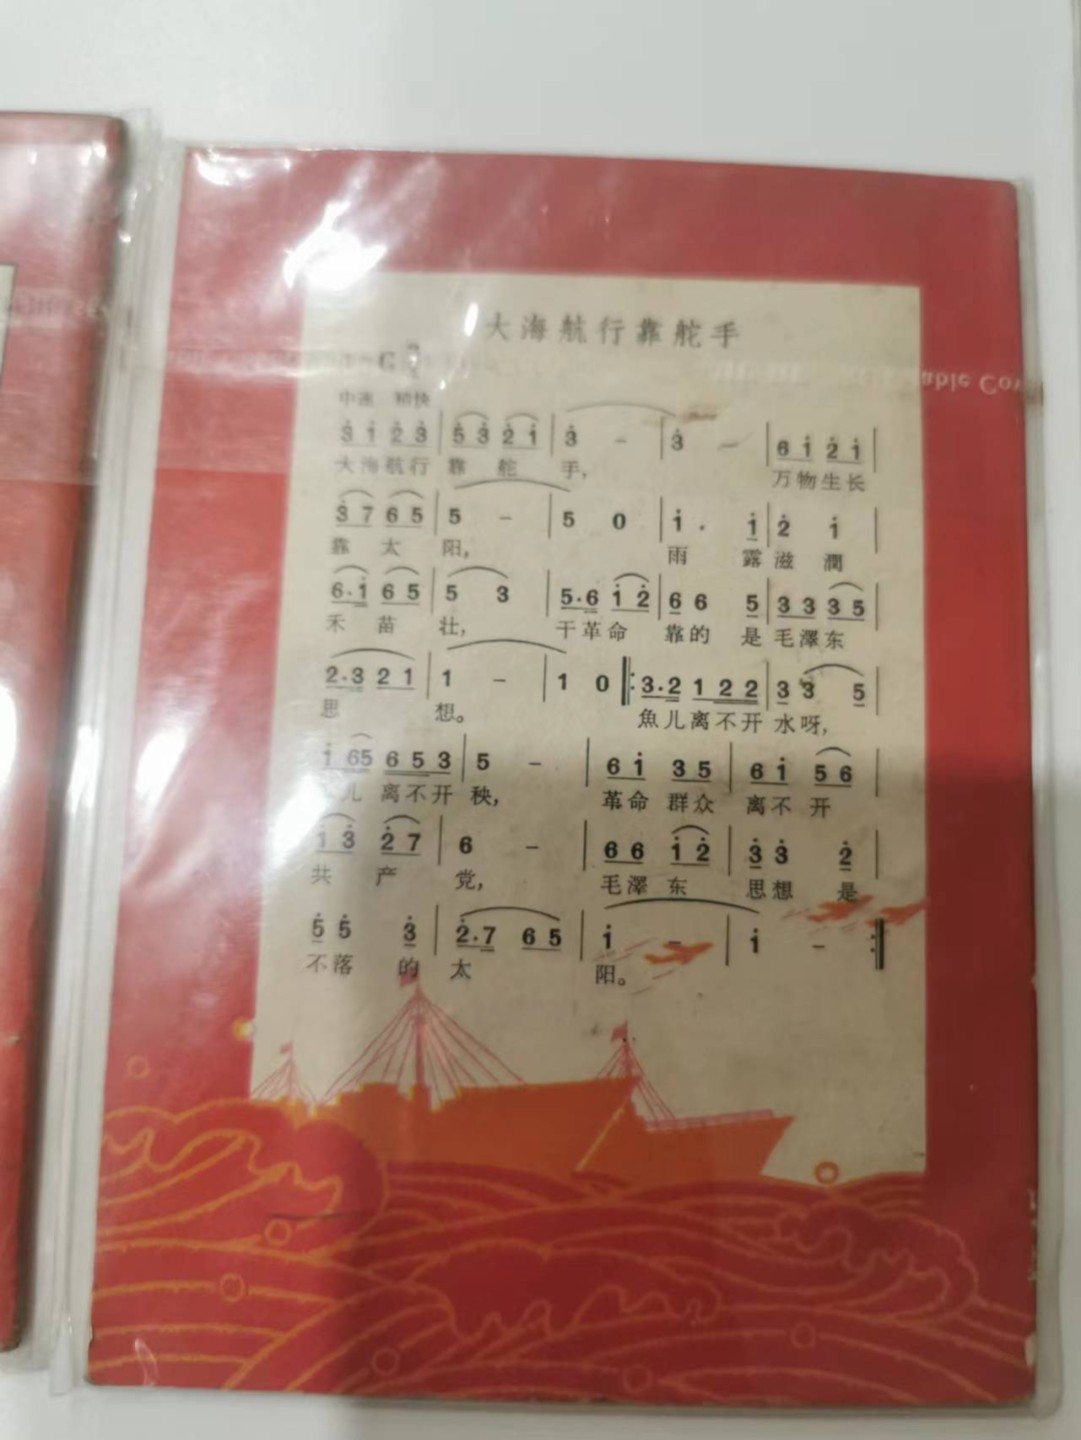 大海航行靠舵手
中速 稍快
3̇ 1̇ 2̇ 3̇ | 5̇ 3̇ 2̇ 1̇ | 3̇ – | 3̇ – | 6 1̇ 2̇ 1̇ |
大海航行 靠 舵 手， 万物生长
3̇ 7 6 5 | 5 – | 5 0 | 1̇ . 1̇ | 2̇ 1̇ |
靠 太 阳， 雨 露 滋 潤
6 . 1̇ 6 5 | 5 3 | 5 . 6 1̇ 2̇ | 6 6 5 | 3 3 3 5 |
禾 苗 壮， 干革命 靠的 是 毛澤东
2 . 3 2 1 | 1 – | 1 0 ‖: 3 . 2 1 2 2 | 3 3 5 |
思 想。 魚儿离不开 水呀，
1̇ 65 6 5 3 | 5 – | 6 1̇ 3 5 | 6 1̇ 5 6 |
儿 离不开 秧， 革命 群众 离不 开
1̇ 3̇ 2̇ 7 | 6 – | 6 6 1̇ 2̇ | 3̇ 3̇ 2̇ |
共 产 党， 毛澤 东 思想 是
5̇ 5̇ 3̇ | 2̇ . 7 6 5 | 1̇ – | 1̇ – :‖
不落 的 太 阳。